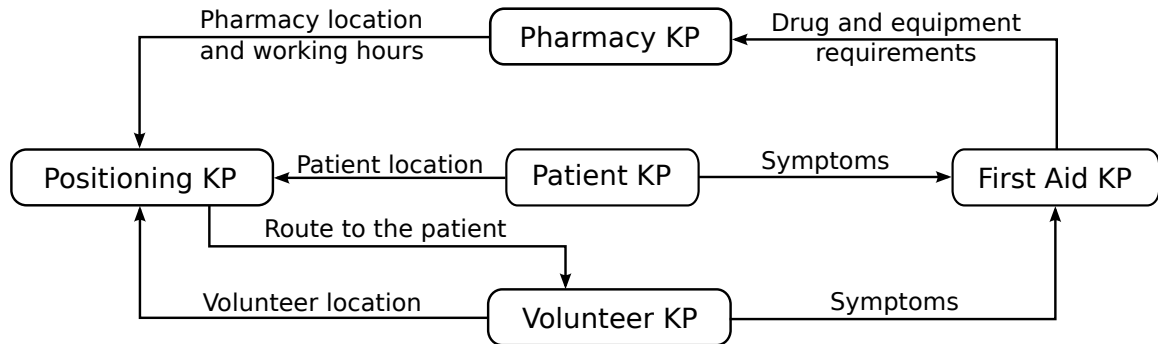 Pharmacy location
and working hours
Pharmacy KP
Drug and equipment
requirements
Positioning KP
Patient location
Patient KP
Symptoms
First Aid KP
Route to the patient
Volunteer location
Volunteer KP
Symptoms